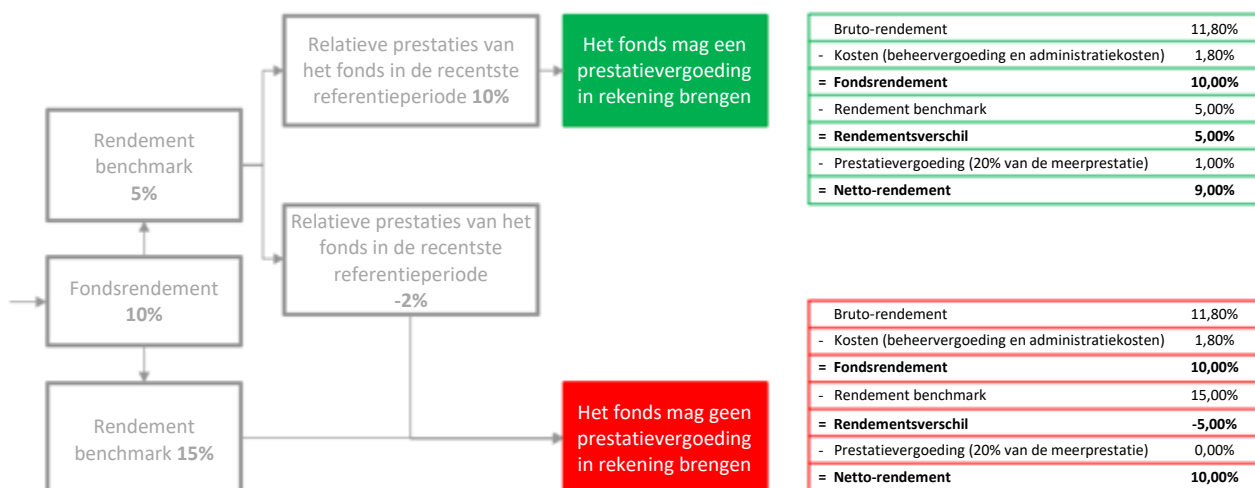 Relatieve prestaties van
het fonds in de recentste
referentieperiode 10%
Het fonds mag een
prestatievergoeding
in rekening brengen
Rendement
benchmark
5%
Relatieve prestaties van het
fonds in de recentste
referentieperiode
-2%
Fondsrendement
10%
Rendement
benchmark 15%
Het fonds mag geen
prestatievergoeding
in rekening brengen
Bruto-rendement 11,80%
- Kosten (beheervergoeding en administratiekosten) 1,80%
= Fondsrendement 10,00%
- Rendement benchmark 5,00%
= Rendementsverschil 5,00%
- Prestatievergoeding (20% van de meerprestatie) 1,00%
= Netto-rendement 9,00%
Bruto-rendement 11,80%
- Kosten (beheervergoeding en administratiekosten) 1,80%
= Fondsrendement 10,00%
- Rendement benchmark 15,00%
= Rendementsverschil -5,00%
- Prestatievergoeding (20% van de meerprestatie) 0,00%
= Netto-rendement 10,00%